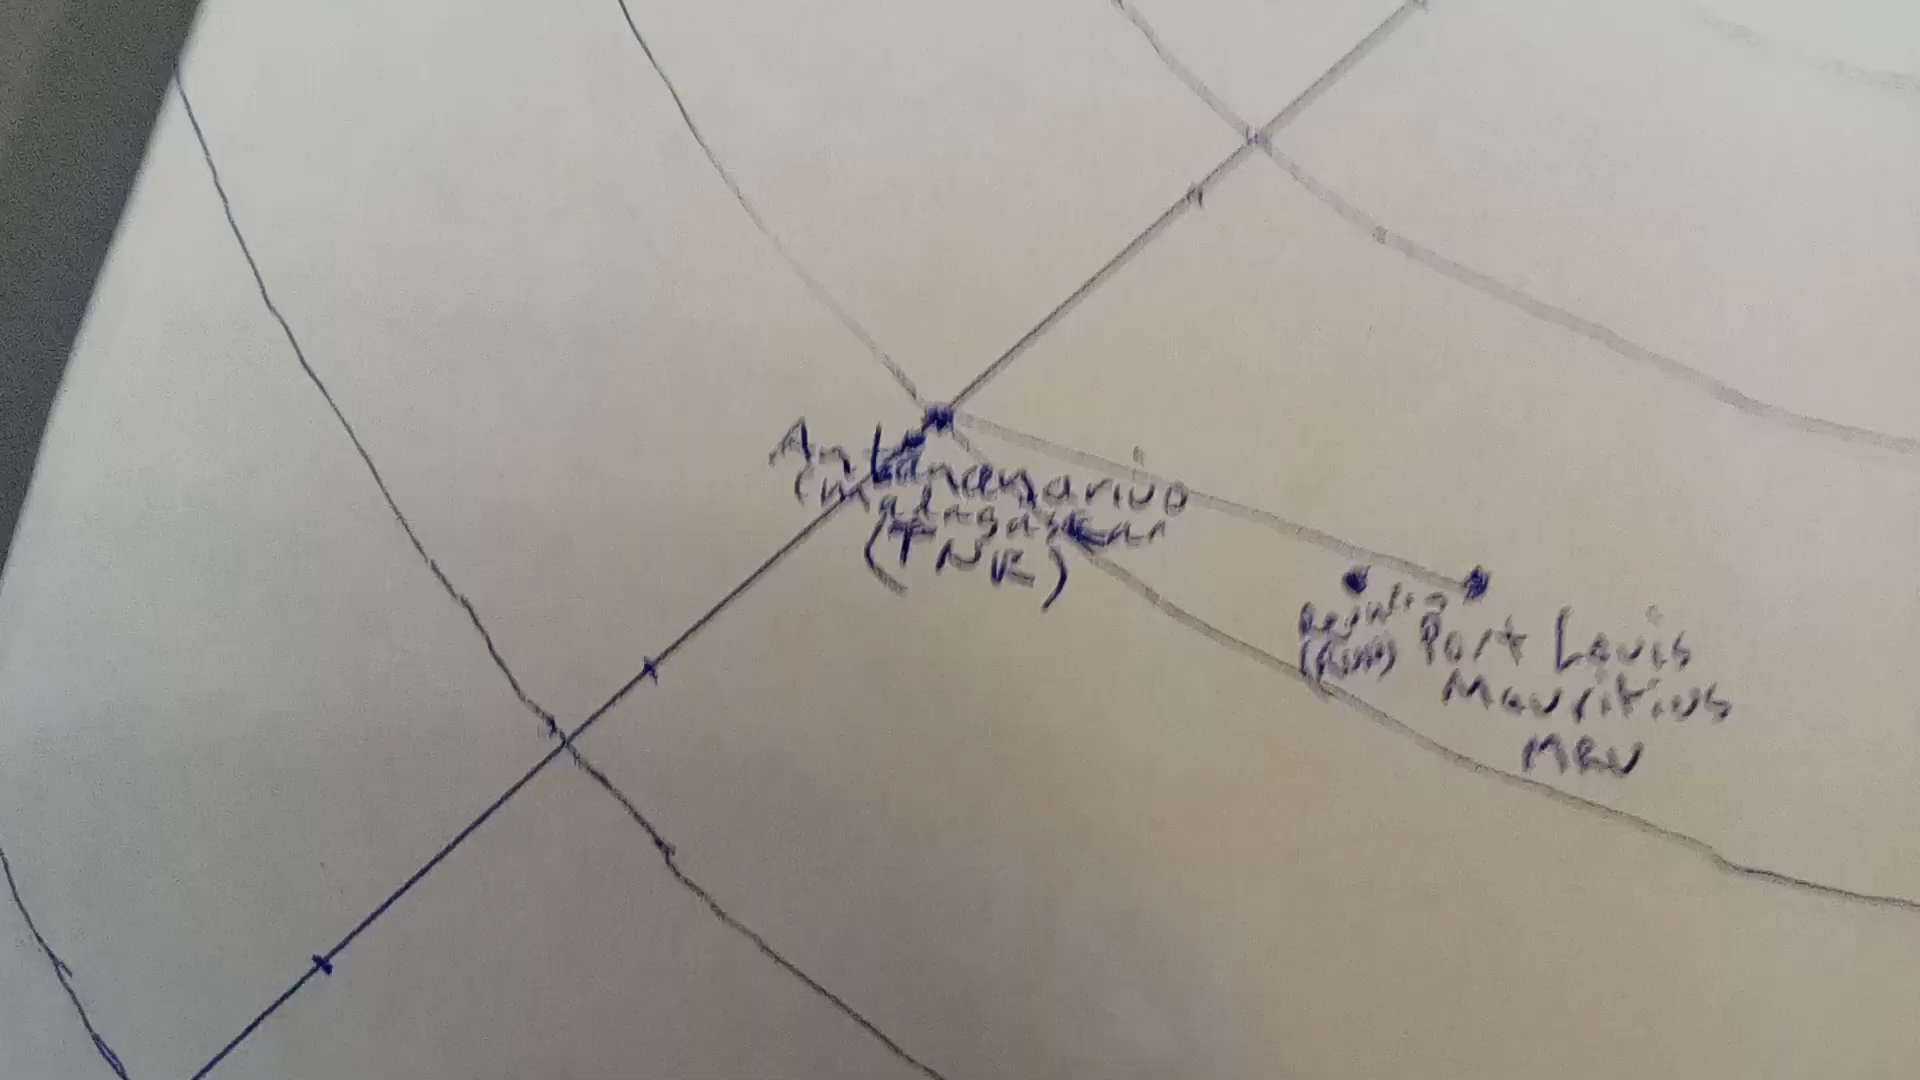 Antananarivo
(Madagascar
(TNR)
Port Louis
Mauritius
MRU